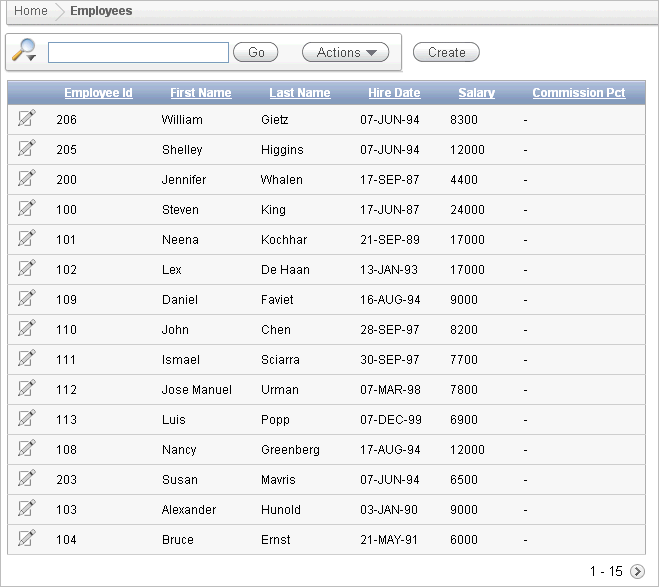 Home Employees
Go Actions Create
Employee Id First Name Last Name Hire Date Salary Commission Pct
206 William Gietz 07-JUN-94 8300 -
205 Shelley Higgins 07-JUN-94 12000 -
200 Jennifer Whalen 17-SEP-87 4400 -
100 Steven King 17-JUN-87 24000 -
101 Neena Kochhar 21-SEP-89 17000 -
102 Lex De Haan 13-JAN-93 17000 -
109 Daniel Faviet 16-AUG-94 9000 -
110 John Chen 28-SEP-97 8200 -
111 Ismael Sciarra 30-SEP-97 7700 -
112 Jose Manuel Urman 07-MAR-98 7800 -
113 Luis Popp 07-DEC-99 6900 -
108 Nancy Greenberg 17-AUG-94 12000 -
203 Susan Mavris 07-JUN-94 6500 -
103 Alexander Hunold 03-JAN-90 9000 -
104 Bruce Ernst 21-MAY-91 6000 -
1 - 15